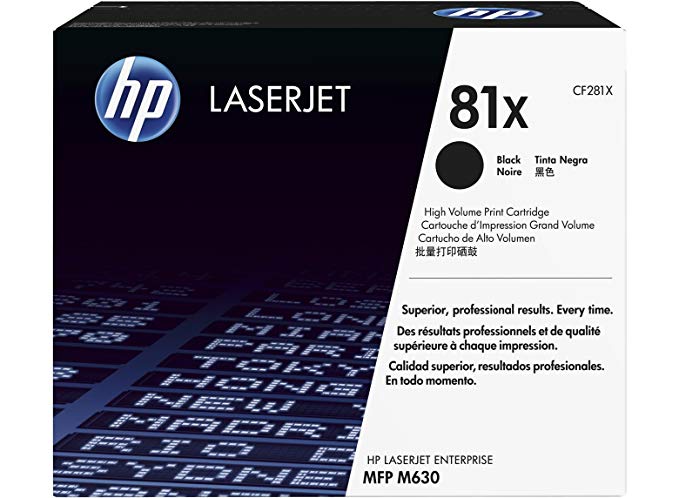 hp LASERJET
81x
CF281X
Black Tinta Negra
Noire 黑色
High Volume Print Cartridge
Cartouche d'Impression Grand Volume
Cartucho de Alto Volumen
批量打印硒鼓
Superior, professional results. Every time.
Des résultats professionnels et de qualité
supérieure à chaque impression.
Calidad superior, resultados profesionales.
En todo momento.
HP LASERJET ENTERPRISE
MFP M630